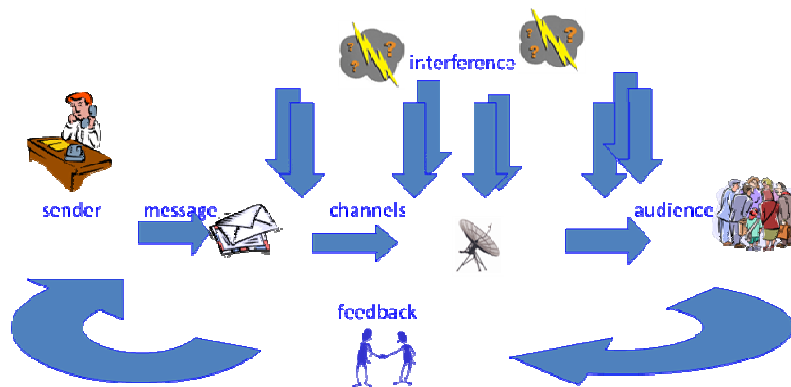 interference
sender
message
channels
audience
feedback